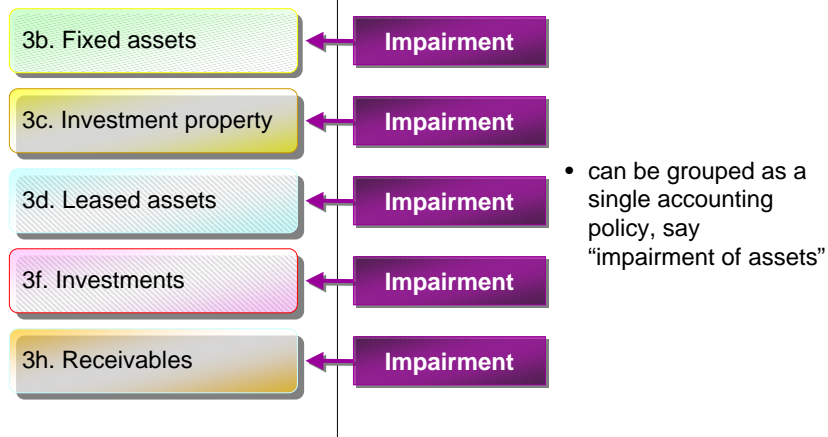 3b. Fixed assets
Impairment
3c. Investment property
Impairment
3d. Leased assets
Impairment
3f. Investments
Impairment
3h. Receivables
Impairment
• can be grouped as a
single accounting
policy, say
“impairment of assets”